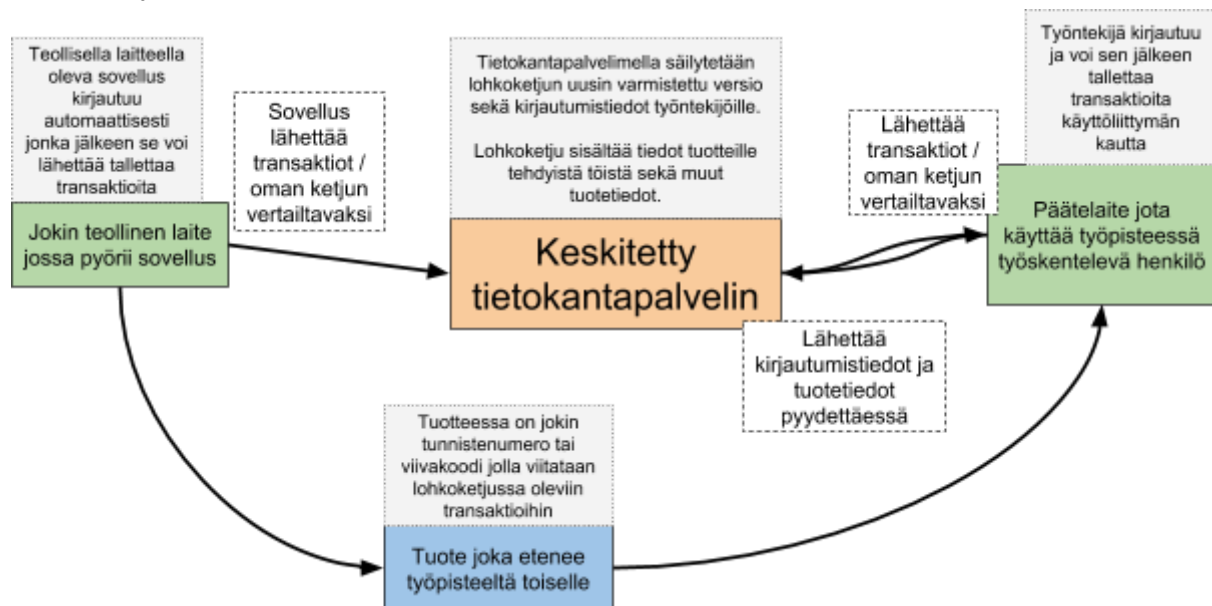 Teollisella laitteella
oleva sovellus
kirjautuu
automaattisesti
jonka jälkeen se voi
lähettää tallettaa
transaktioita
Jokin teollinen laite
jossa pyörii sovellus
Sovellus
lähettää
transaktiot /
oman ketjun
vertailtavaksi
Tietokantapalvelimella säilytetään
lohkoketjun uusin varmistettu versio
sekä kirjautumistiedot työntekijöille.
Lohkoketju sisältää tiedot tuotteille
tehdyistä töistä sekä muut
tuotetiedot.
Keskitetty
tietokantapalvelin
Lähettää
transaktiot /
oman ketjun
vertailtavaksi
Työntekijä kirjautuu
ja voi sen jälkeen
tallettaa
transaktioita
käyttöliittymän
kautta
Päätelaite jota
käyttää työpisteessä
työskentelevä henkilö
Lähettää
kirjautumistiedot ja
tuotetiedot
pyydettäessä
Tuotteessa on jokin
tunnistenumero tai
viivakoodi jolla viitataan
lohkoketjussa oleviin
transaktioihin
Tuote joka etenee
työpisteeltä toiselle